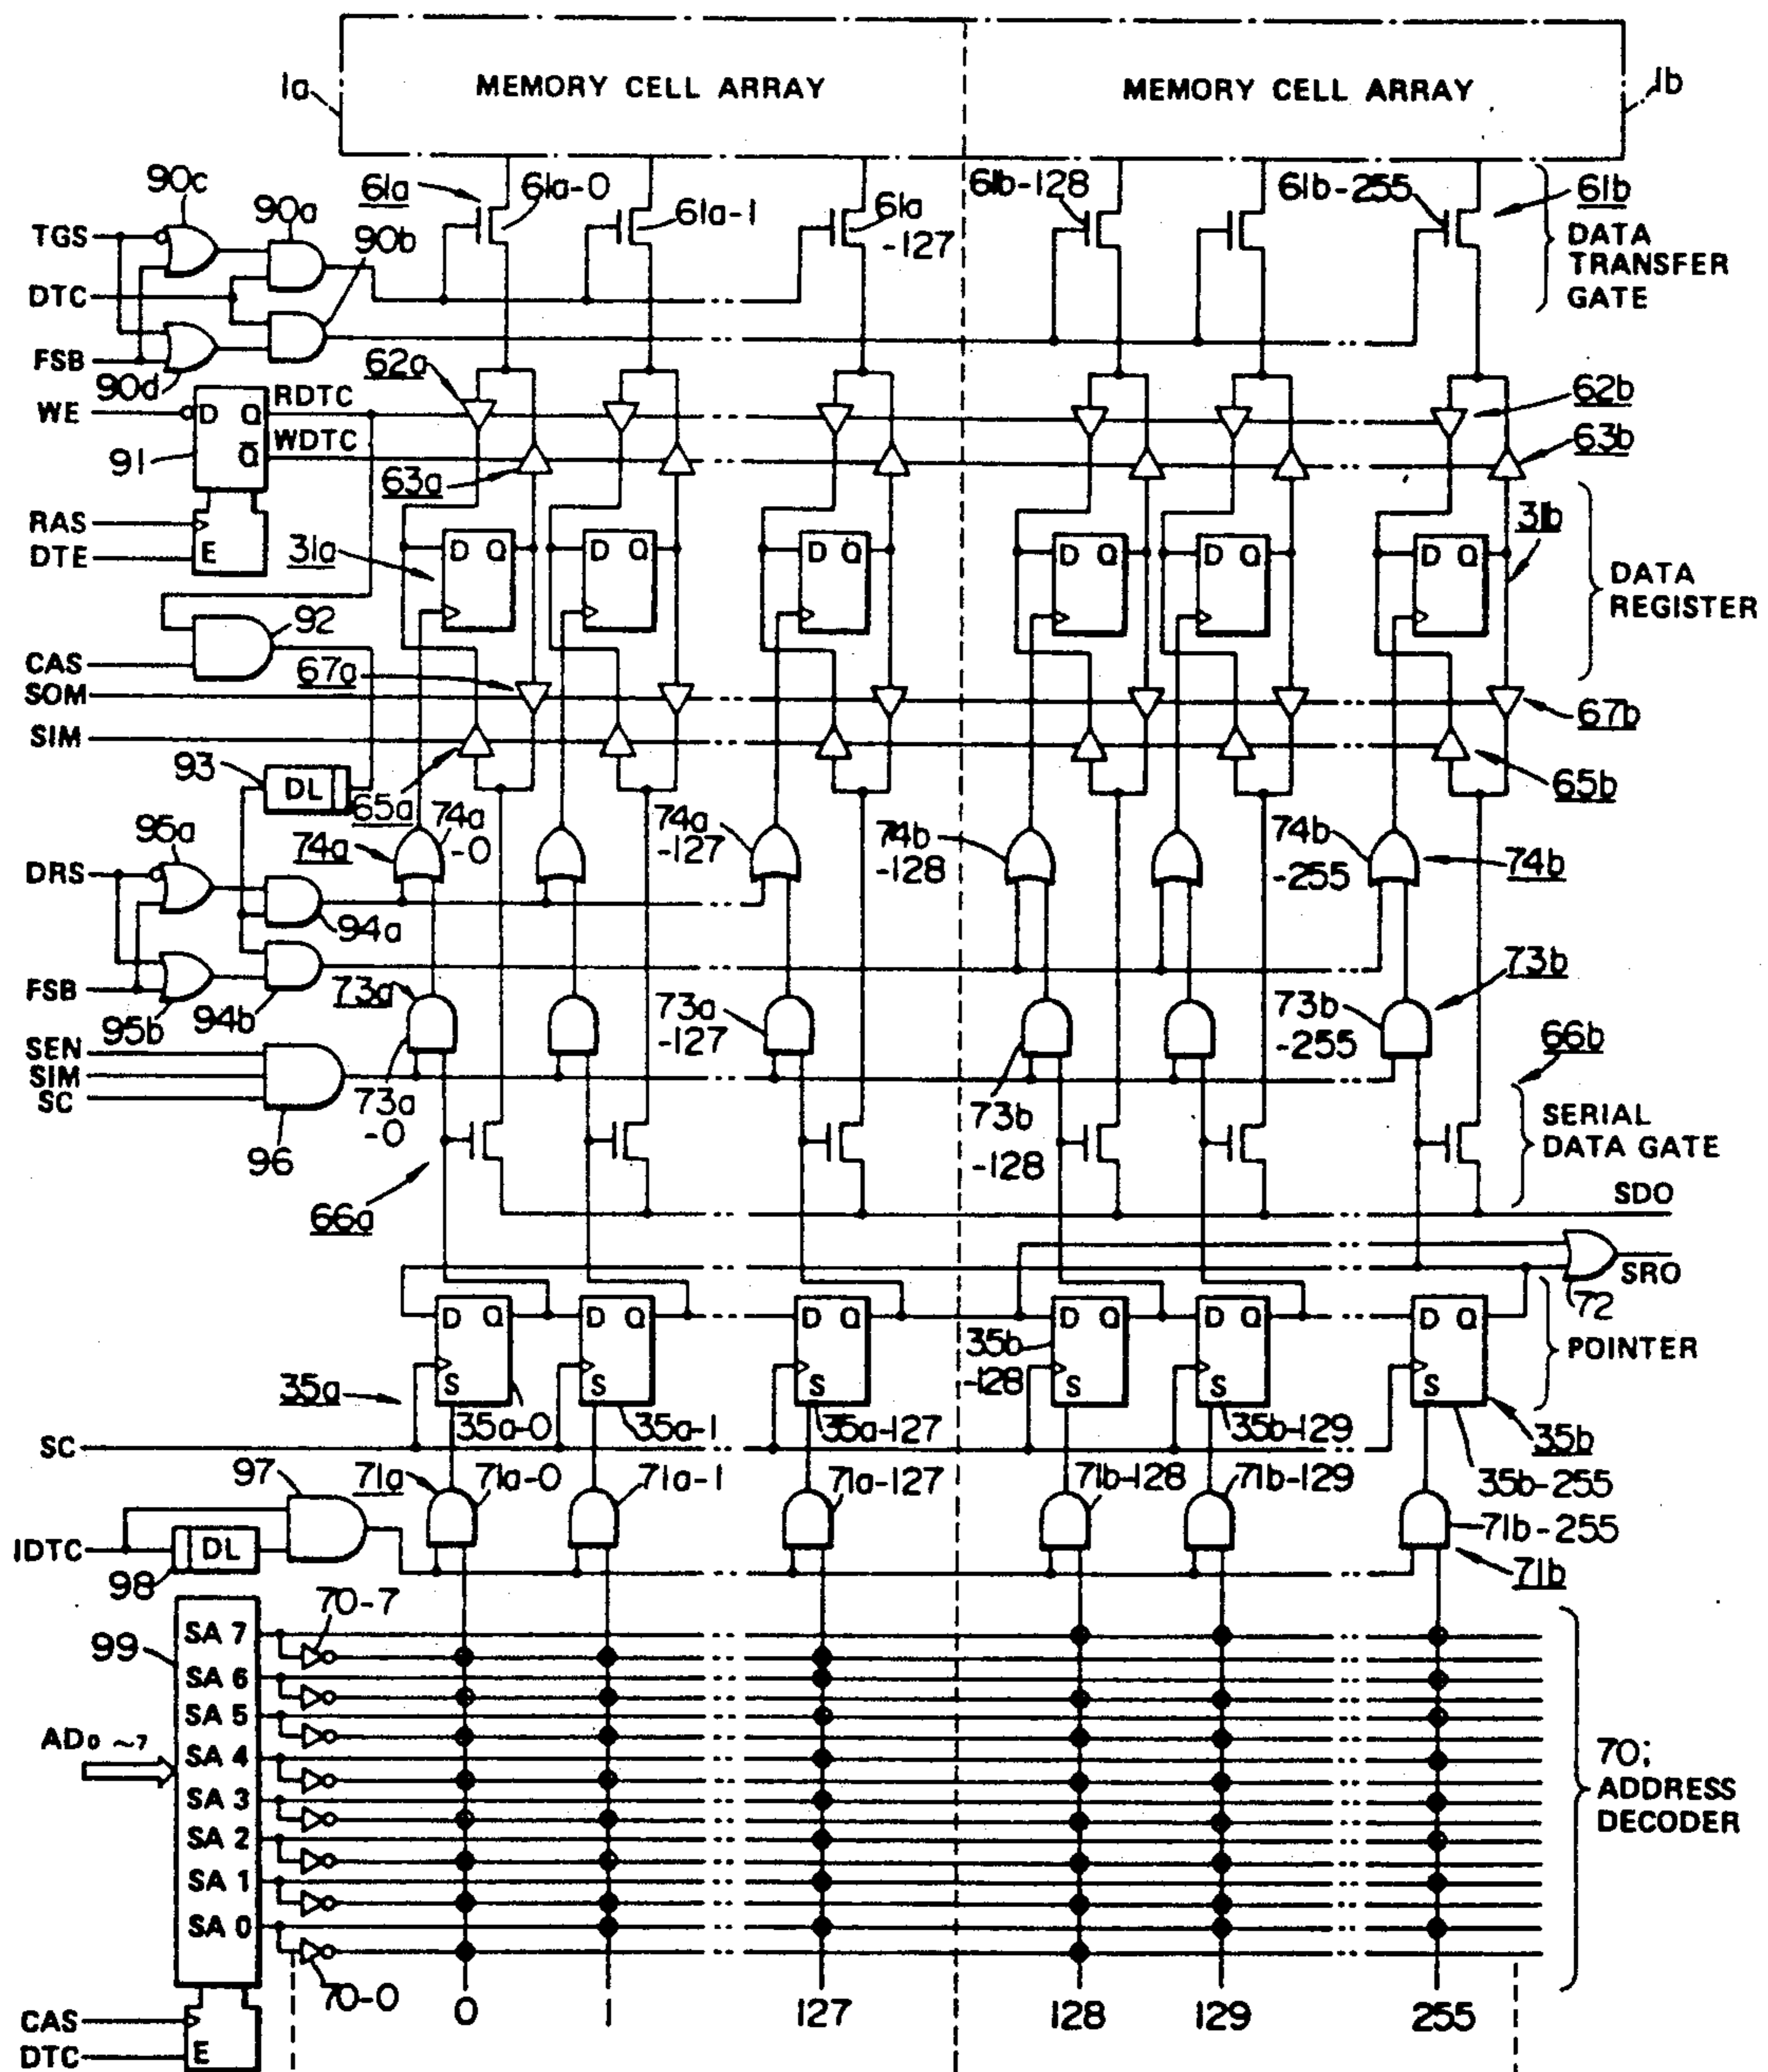 MEMORY CELL ARRAY
MEMORY CELL ARRAY
1a
1b
90c
90a
90b
61a
61a-0
61a-1
61a
-127
61b-128
61b-255
61b
DATA
TRANSFER
GATE
TGS
DTC
FSB
90d
62a
62b
WE
D Q
Q̅
RDTC
WDTC
91
63a
63b
RAS
DTE
E
31a
D Q
D Q
D Q
D Q
D Q
D Q
31b
DATA
REGISTER
92
CAS
SOM
SIM
67a
67b
93
DL
65a
65b
95a
DRS
74a
74a
-0
74a
-127
74b
-128
74b
-255
74b
94a
FSB
95b
94b
73a
73a
-127
73b
-255
73b
SEN
SIM
SC
96
73a
-0
73b
-128
66b
SERIAL
DATA GATE
66a
SDO
SRO
72
D Q
S
D Q
S
D Q
S
D Q
S
D Q
S
D Q
S
35b
-128
POINTER
35a
35a-0
35a-1
35a-127
35b-129
35b
35b-255
SC
97
71a
71a-0
71a-1
71a-127
71b-128
71b-129
71b-255
71b
IDTC
DL
98
70-7
99
SA 7
SA 6
SA 5
SA 4
SA 3
SA 2
SA 1
SA 0
AD0 ~7
70;
ADDRESS
DECODER
70-0
0
1
127
128
129
255
CAS
DTC
E